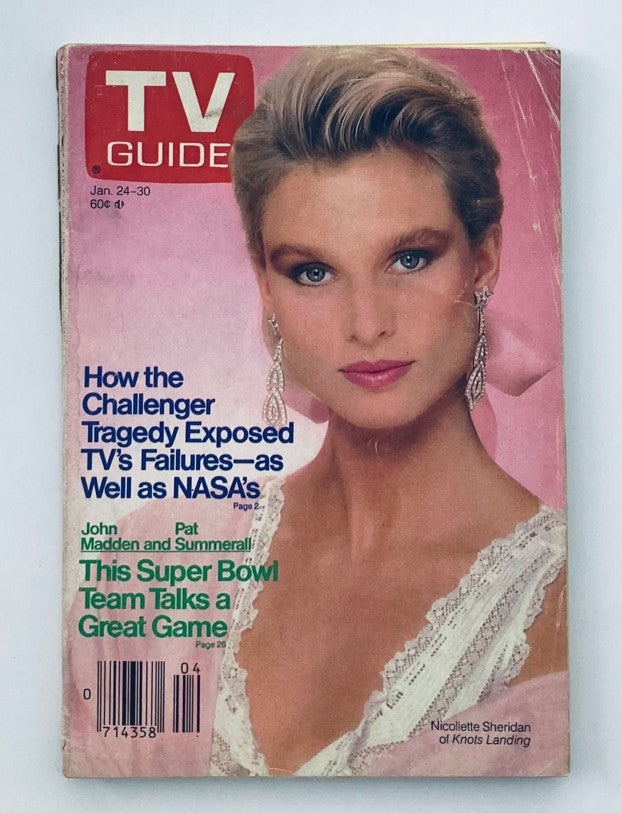 TV
GUIDE
®
Jan. 24–30
60¢
How the
Challenger
Tragedy Exposed
TV's Failures—as
Well as NASA's
Page 2
John Pat
Madden and Summerall:
This Super Bowl
Team Talks a
Great Game
Page 26
04
0
714358
Nicollette Sheridan
of Knots Landing